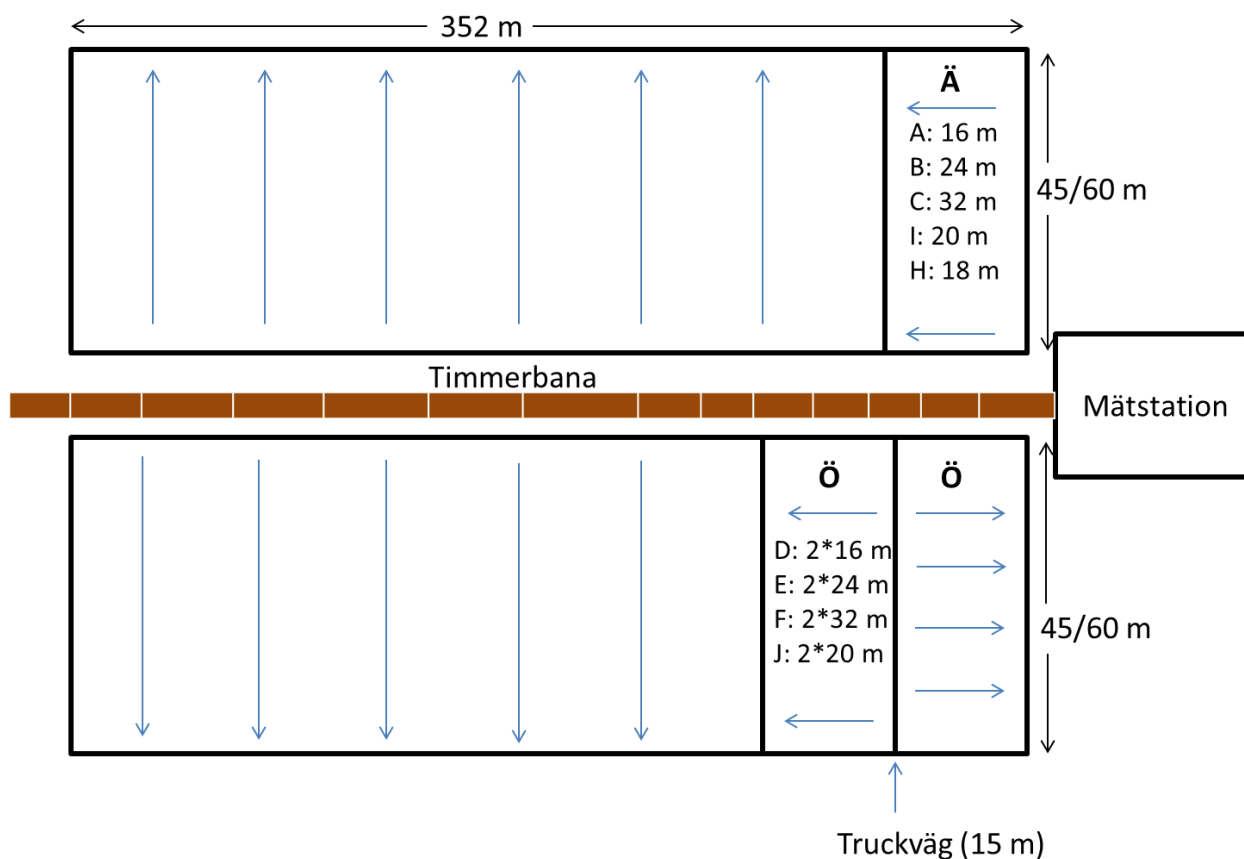 352 m
Ä
A: 16 m
B: 24 m
C: 32 m
I: 20 m
H: 18 m
45/60 m
Timmerbana
Mätstation
Ö
Ö
D: 2*16 m
E: 2*24 m
F: 2*32 m
J: 2*20 m
45/60 m
Truckväg (15 m)